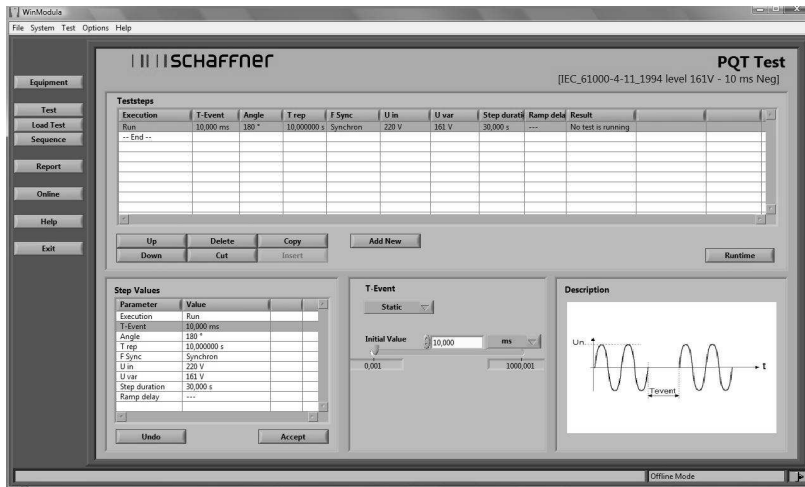 WinModula
File System Test Options Help
SCHAFFNER
PQT Test
[IEC_61000-4-11_1994 level 161V - 10 ms Neg]
Equipment
Test
Load Test
Sequence
Report
Online
Help
Exit
Teststeps
Execution T-Event Angle T rep F Sync U in U var Step durati Ramp dela Result
Run 10,000 ms 180 ° 10,000000 s Synchron 220 V 161 V 30,000 s --- No test is running
-- End --
Up Delete Copy Add New
Down Cut Insert Runtime
Step Values
Parameter Value
Execution Run
T-Event 10,000 ms
Angle 180 °
T rep 10,000000 s
F Sync Synchron
U in 220 V
U var 161 V
Step duration 30,000 s
Ramp delay ---
Undo Accept
T-Event
Static
Initial Value 10,000 ms
0,001 1000,001
Description
Un
t
Tevent
Offline Mode